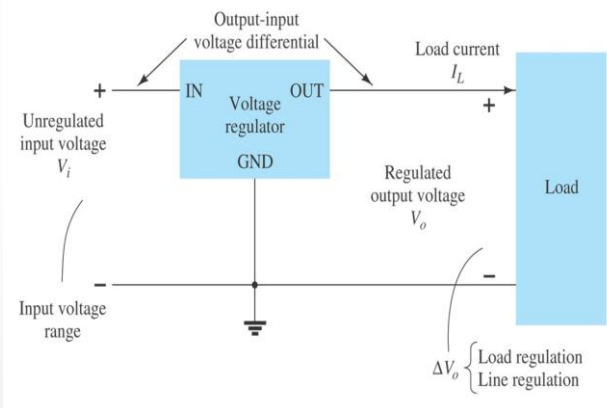 Output-input
voltage differential
Load current
I_L
+
IN
OUT
+
Voltage
regulator
Unregulated
input voltage
V_i
GND
Regulated
output voltage
V_o
Load
−
−
Input voltage
range
ΔV_o
Load regulation
Line regulation